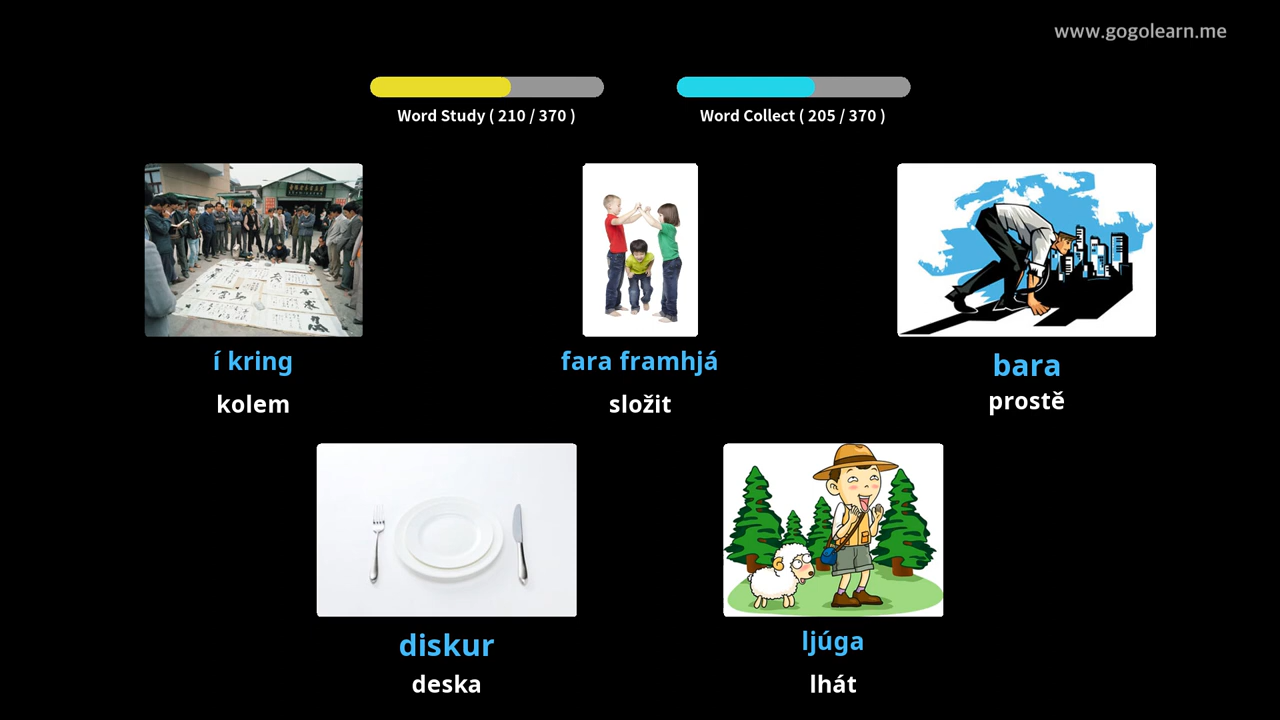 www.gogolearn.me
Word Study ( 210 / 370 )
Word Collect ( 205 / 370 )
í kring
kolem
fara framhjá
složit
bara
prostě
diskur
deska
ljúga
lhát